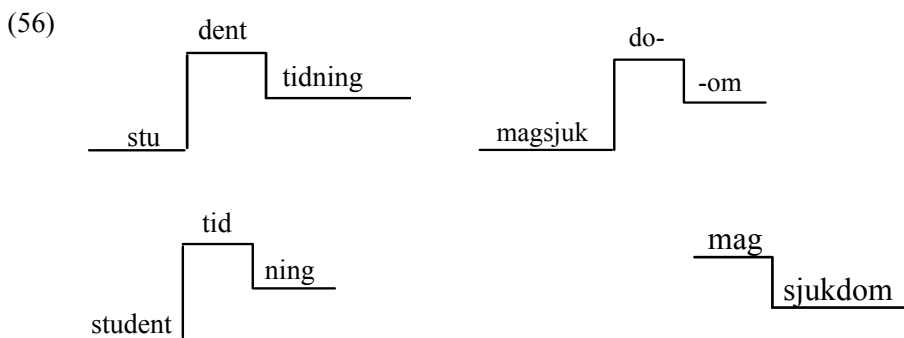 (56)
dent
tidning
stu
do-
-om
magsjuk
tid
ning
student
mag
sjukdom